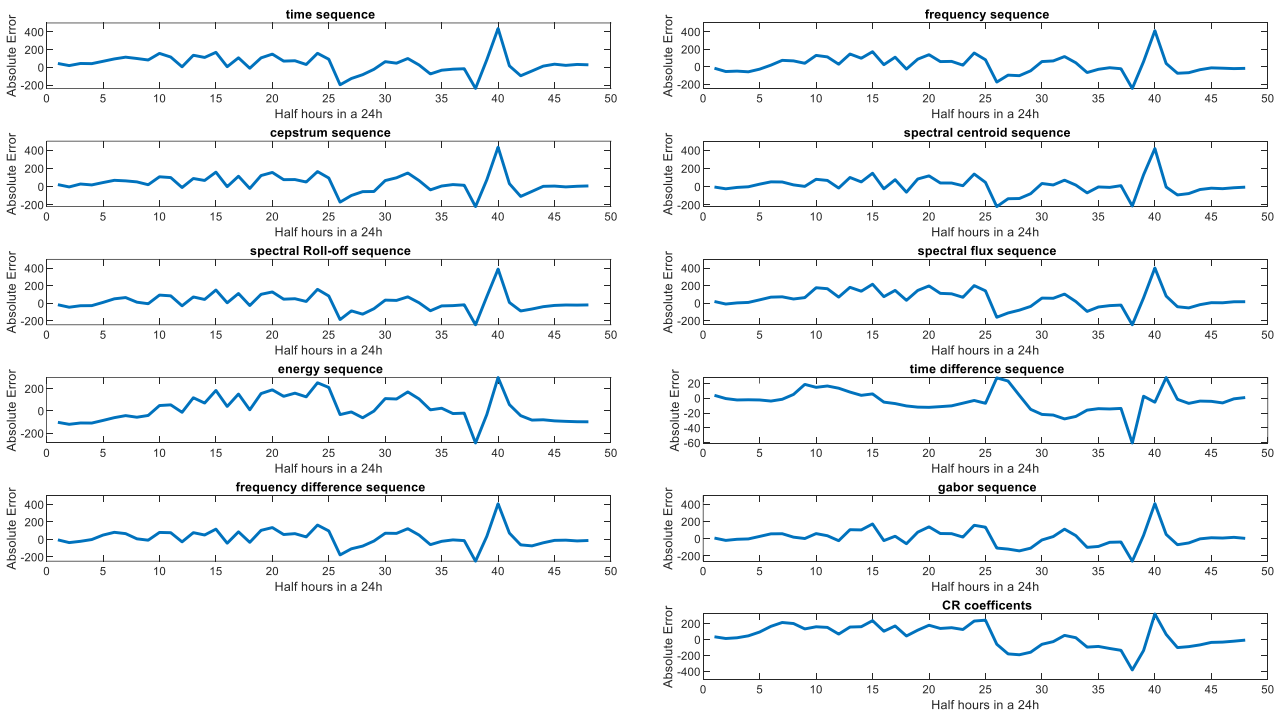 time sequence
Absolute Error
400
200
0
-200
0 5 10 15 20 25 30 35 40 45 50
Half hours in a 24h
frequency sequence
Absolute Error
400
200
0
-200
0 5 10 15 20 25 30 35 40 45 50
Half hours in a 24h
cepstrum sequence
Absolute Error
400
200
0
-200
0 5 10 15 20 25 30 35 40 45 50
Half hours in a 24h
spectral centroid sequence
Absolute Error
400
200
0
-200
0 5 10 15 20 25 30 35 40 45 50
Half hours in a 24h
spectral Roll-off sequence
Absolute Error
400
200
0
-200
0 5 10 15 20 25 30 35 40 45 50
Half hours in a 24h
spectral flux sequence
Absolute Error
400
200
0
-200
0 5 10 15 20 25 30 35 40 45 50
Half hours in a 24h
energy sequence
Absolute Error
200
0
-200
0 5 10 15 20 25 30 35 40 45 50
Half hours in a 24h
time difference sequence
Absolute Error
20
0
-20
-40
-60
0 5 10 15 20 25 30 35 40 45 50
Half hours in a 24h
frequency difference sequence
Absolute Error
400
200
0
-200
0 5 10 15 20 25 30 35 40 45 50
Half hours in a 24h
gabor sequence
Absolute Error
400
200
0
-200
0 5 10 15 20 25 30 35 40 45 50
Half hours in a 24h
CR coefficents
Absolute Error
200
0
-200
-400
0 5 10 15 20 25 30 35 40 45 50
Half hours in a 24h